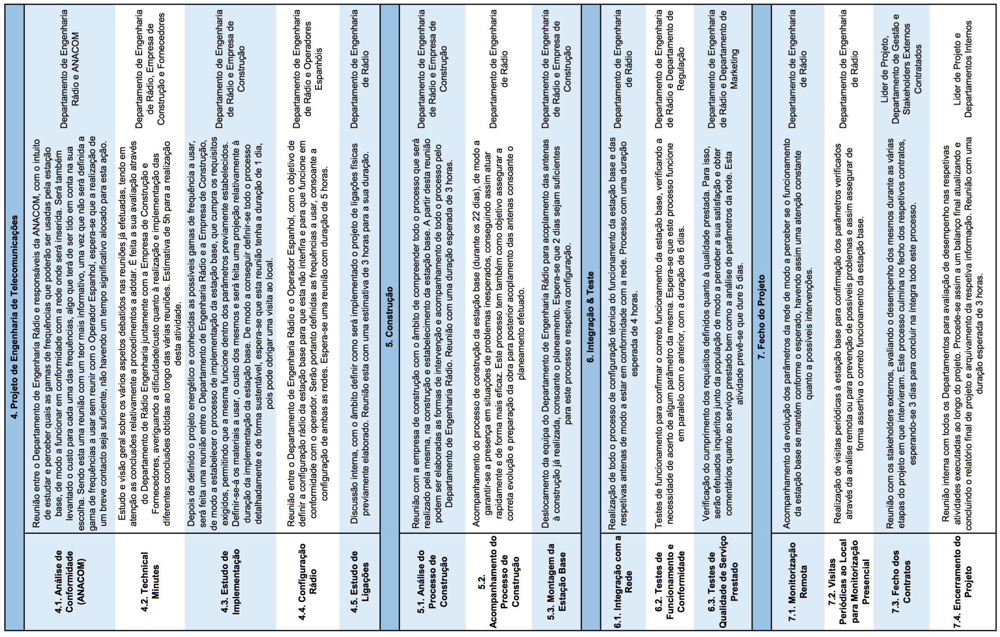 4. Projeto de Engenharia de Telecomunicações
4.1. Análise de
Conformidade
(ANACOM)
Reunião entre o Departamento de Engenharia Rádio e responsáveis da ANACOM, com o intuito
de estudar e perceber quais as gamas de frequências que poderão ser usadas pela estação
base, de modo a funcionar em conformidade com a rede onde será inserida. Será também
levantado o custo para cada uma das frequências, algo que terá de ser tido em conta na sua
escolha. Sendo esta uma reunião com um teor mais informativo, uma vez que não será definida a
gama de frequências a usar sem reunir com o Operador Espanhol, espera-se que a realização de
um breve contacto seja suficiente, não havendo um tempo significativo alocado para esta ação.
Departamento de Engenharia
Rádio e ANACOM
4.2. Technical
Minutes
Estudo e visão geral sobre os vários aspetos debatidos nas reuniões já efetuadas, tendo em
atenção as conclusões relativamente a procedimentos a adotar. É feita a sua avaliação através
do Departamento de Rádio Engenharia juntamente com a Empresa de Construção e
Fornecedores, averiguando a dificuldade/custo quanto à realização e implementação das
diferentes conclusões obtidas ao longo das várias reuniões. Estimativa de 5h para a realização
desta atividade.
Departamento de Engenharia
de Rádio, Empresa de
Construção e Fornecedores
4.3. Estudo de
Implementação
Depois de definido o projeto energético e conhecidas as possíveis gamas de frequência a usar,
será feita uma reunião entre o Departamento de Engenharia Rádio e a Empresa de Construção,
de modo a estabelecer o processo de implementação da estação base, que cumpra os requisitos
exigidos, permitindo que a mesma funcione dentro dos parâmetros previamente estabelecidos.
Definir-se-á os materiais a usar, o custo dos mesmos e será feita uma projeção relativamente à
duração da implementação da estação base. De modo a conseguir definir-se todo o processo
detalhadamente e de forma sustentável, espera-se que esta reunião tenha a duração de 1 dia,
pois pode obrigar uma visita ao local.
Departamento de Engenharia
de Rádio e Empresa de
Construção
4.4. Configuração
Rádio
Reunião entre o Departamento de Engenharia Rádio e o Operador Espanhol, com o objetivo de
definir a configuração rádio da estação base para que esta não interfira e para que funcione em
conformidade com o operador. Serão portanto definidas as frequências a usar, consoante a
configuração de ambas as redes. Espera-se uma reunião com duração de 5 horas.
Departamento de Engenharia
de Rádio e Operadores
Espanhóis
4.5. Estudo de
Ligações
Discussão interna, com o âmbito definir como será implementado o projeto de ligações físicas
previamente elaborado. Reunião esta com uma estimativa de 3 horas para a sua duração.
Departamento de Engenharia
de Rádio
5. Construção
5.1. Análise do
Processo de
Construção
Reunião com a empresa de construção com o âmbito de compreender todo o processo que será
realizado pela mesma, na construção e estabelecimento da estação base. A partir desta reunião
podem ser elaboradas as formas de intervenção e acompanhamento de todo o processo pelo
Departamento de Engenharia Rádio. Reunião com uma duração esperada de 3 horas.
Departamento de Engenharia
de Rádio e Empresa de
Construção
5.2.
Acompanhamento do
Processo de
Construção
Acompanhamento do processo de construção da estação base (durante os 22 dias), de modo a
garantir-se a presença em situações de problemas inesperados, conseguindo assim atuar
rapidamente e de forma mais eficaz. Este processo tem também como objetivo assegurar a
correta evolução e preparação da obra para posterior acoplamento das antenas consoante o
planeamento efetuado.
Departamento de Engenharia
de Rádio
5.3. Montagem da
Estação Base
Deslocamento da equipa do Departamento de Engenharia Rádio para acoplamento das antenas
à construção já realizada, consoante o planeamento. Espera-se que 2 dias sejam suficientes
para este processo e respetiva configuração.
Departamento de Engenharia
de Rádio e Empresa de
Construção
6. Integração & Teste
6.1. Integração com a
Rede
Realização de todo o processo de configuração técnica do funcionamento da estação base e das
respetivas antenas de modo a estar em conformidade com a rede. Processo com uma duração
esperada de 4 horas.
Departamento de Engenharia
de Rádio
6.2. Testes de
Funcionamento e
Conformidade
Testes de funcionamento para confirmar o correto funcionamento da estação base, verificando a
necessidade de acerto de algum parâmetro da mesma. Espera-se que este processo funcione
em paralelo com o anterior, com a duração de 6 dias.
Departamento de Engenharia
de Rádio e Departamento de
Regulação
6.3. Testes de
Qualidade de Serviço
Prestado
Verificação do cumprimento dos requisitos definidos quanto à qualidade prestada. Para isso,
serão efetuados inquéritos junto da população de modo a perceber a sua satisfação e obter
comentários quanto ao serviço prestado bem como a análise de parâmetros da rede. Esta
atividade prevê-se que dure 5 dias.
Departamento de Engenharia
de Rádio e Departamento de
Marketing
7. Fecho do Projeto
7.1. Monitorização
Remota
Acompanhamento da evolução dos parâmetros da rede de modo a perceber se o funcionamento
da estação base se mantém conforme o esperado, havendo assim uma atenção constante
quanto a possíveis intervenções.
Departamento de Engenharia
de Rádio
7.2. Visitas
Periódicas ao Local
para Monitorização
Presencial
Realização de visitas periódicas à estação base para confirmação dos parâmetros verificados
através da análise remota ou para prevenção de possíveis problemas e assim assegurar de
forma assertiva o correto funcionamento da estação base.
Departamento de Engenharia
de Rádio
7.3. Fecho dos
Contratos
Reunião com os stakeholders externos, avaliando o desempenho dos mesmos durante as várias
etapas do projeto em que intervieram. Este processo culmina no fecho dos respetivos contratos,
esperando-se 3 dias para concluir na íntegra todo este processo.
Lider de Projeto,
Departamento de Gestão e
Stakeholders Externos
Contratados
7.4. Encerramento do
Projeto
Reunião interna com todos os Departamentos para avaliação de desempenho nas respetivas
atividades executadas ao longo do projeto. Procede-se assim a um balanço final atualizando e
concluindo o relatório final de projeto e arquivamento da respetiva informação. Reunião com uma
duração esperada de 3 horas.
Lider de Projeto e
Departamentos Internos